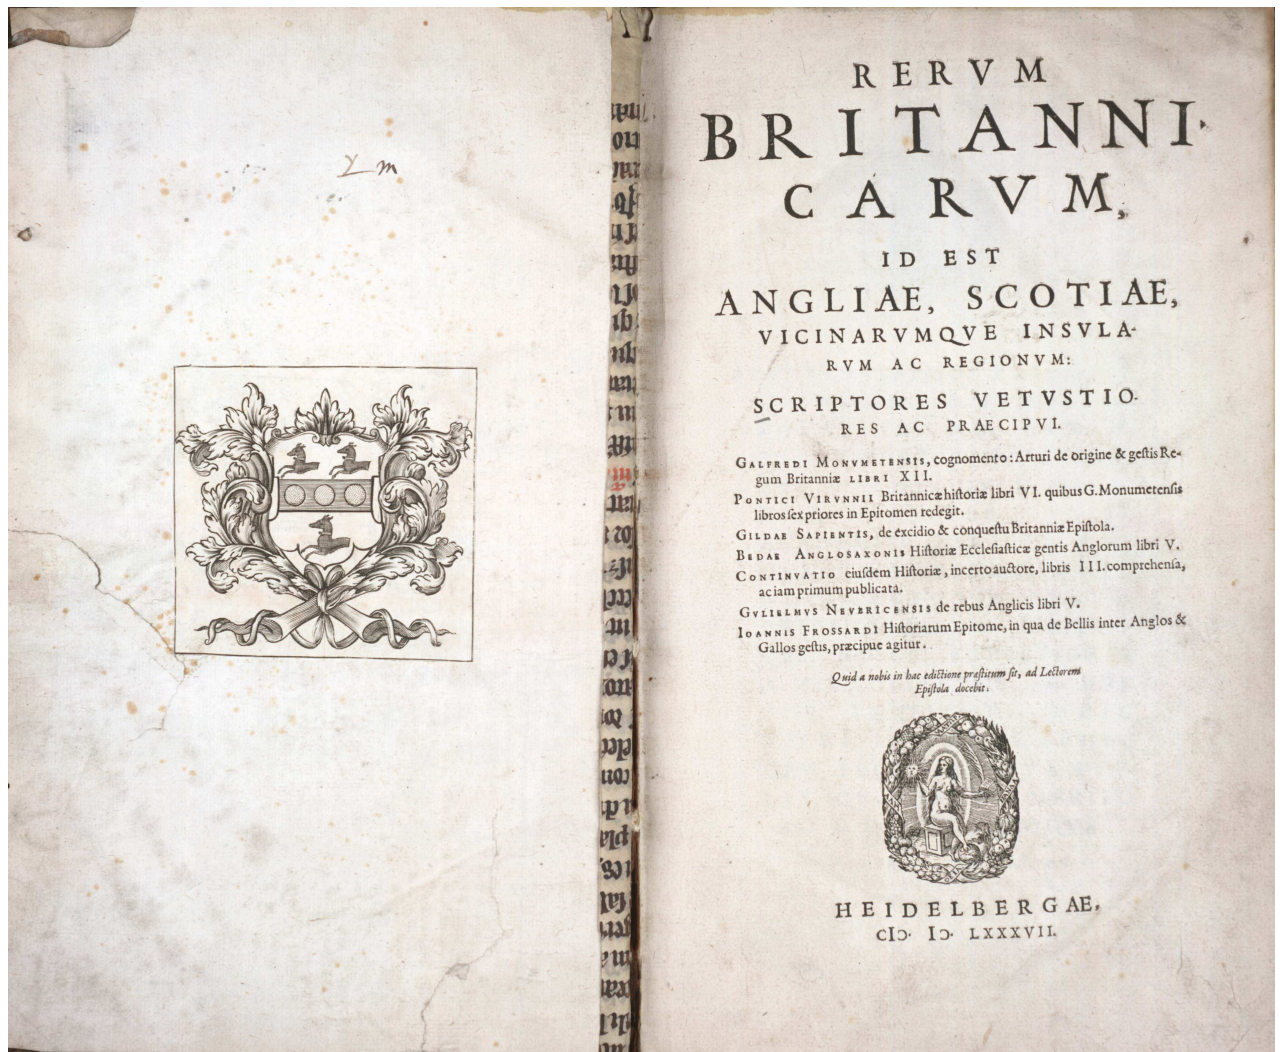 RERVM
BRITANNI-
CARVM,
ID EST
ANGLIAE, SCOTIAE,
VICINARVMQVE INSVLA-
RVM AC REGIONVM:
SCRIPTORES VETVSTIO-
RES AC PRAECIPVI.
GALFREDI MONVMETENSIS, cognomento: Arturi de origine & geſtis Re-
gum Britanniæ LIBRI XII.
PONTICI VIRVNNII Britannicæ hiſtoriæ libri VI. quibus G. Monumetenſis
libros ſex priores in Epitomen redegit.
GILDAE SAPIENTIS, de excidio & conqueſtu Britanniæ Epiſtola.
BEDAE ANGLOSAXONIS Hiſtoriæ Eccleſiaſticæ gentis Anglorum libri V.
CONTINVATIO eiuſdem Hiſtoriæ, incerto auctore, libris III. comprehenſa,
ac iam primum publicata.
GVLIELMVS NEVBRICENSIS de rebus Anglicis libri V.
IOANNIS FROSSARDI Hiſtoriarum Epitome, in qua de Bellis inter Anglos &
Gallos geſtis, præcipue agitur.
Quid a nobis in hac edictione præſtitum ſit, ad Lectorem
Epiſtola docebit.
HEIDELBERGAE,
CIↃ. IↃ. LXXXVII.